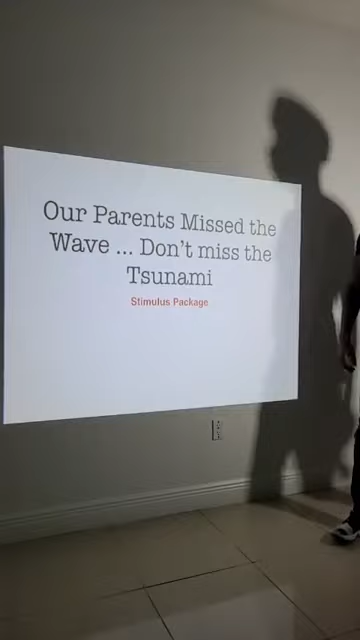 Our Parents Missed the
Wave ... Don't miss the
Tsunami
Stimulus Package